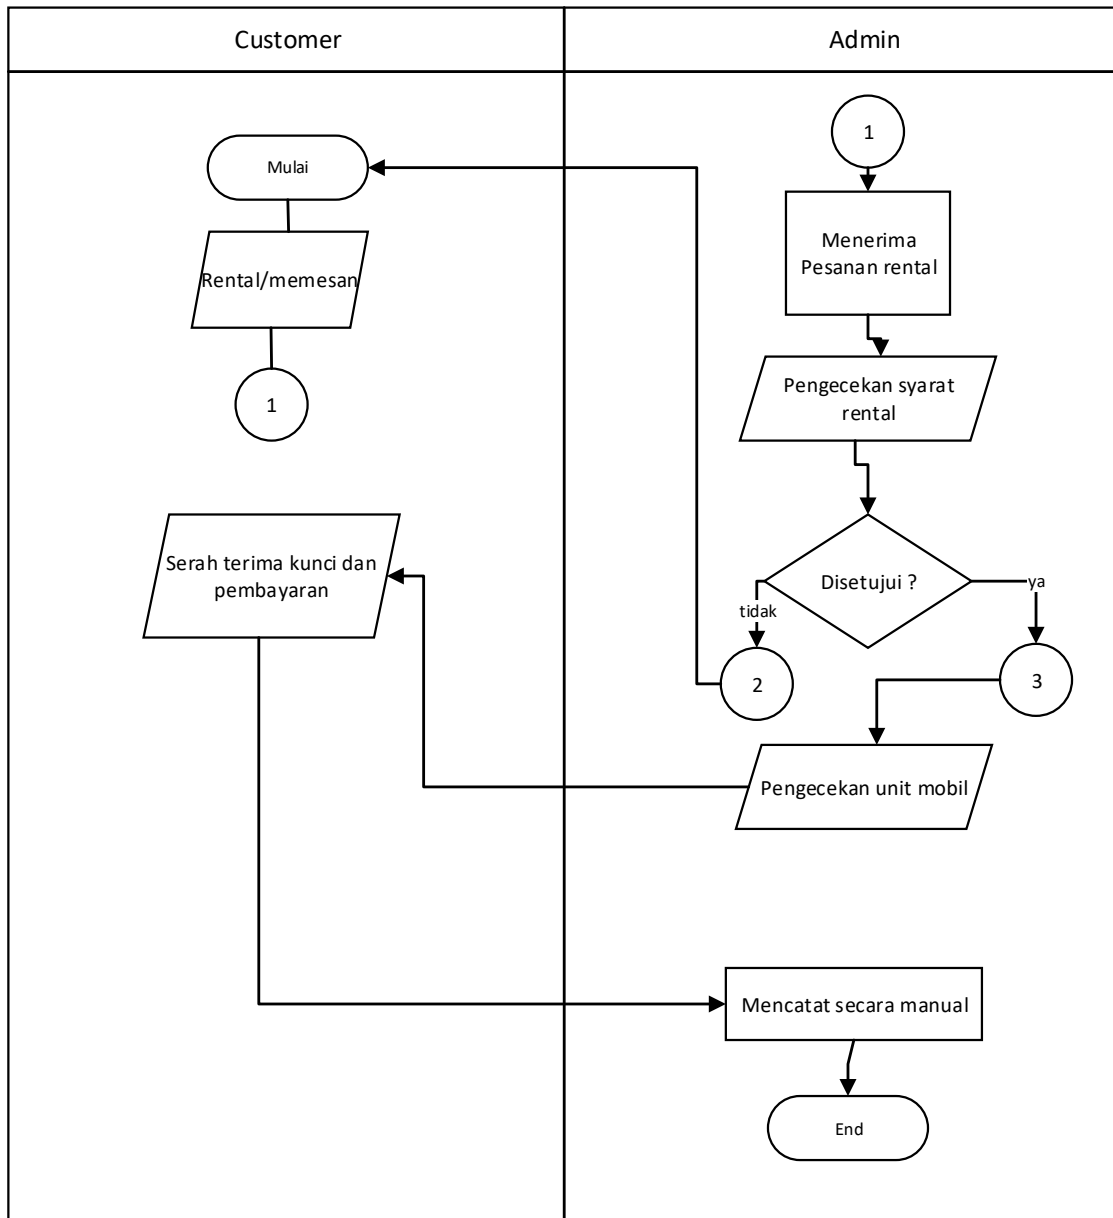 Customer
Admin
Mulai
Rental/memesan
1
Serah terima kunci dan
pembayaran
1
Menerima
Pesanan rental
Pengecekan syarat
rental
Disetujui ?
tidak
ya
2
3
Pengecekan unit mobil
Mencatat secara manual
End